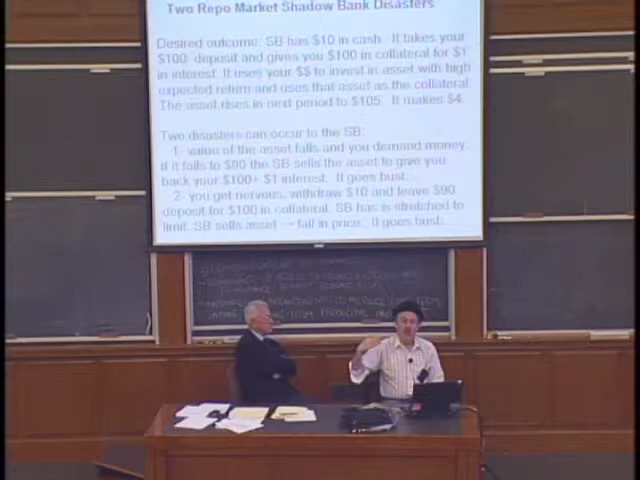 Two Repo Market Shadow Bank Disasters
Desired outcome: SB has $10 in cash. It takes your
$100 deposit and gives you $100 in collateral for $1
in interest. It uses your $$ to invest in asset with high
expected return and uses that asset as the collateral.
The asset rises in next period to $105. It makes $4.
Two disasters can occur to the SB:
1- value of the asset falls and you demand money.
If it falls to $90 the SB sells the asset to give you
back your $100+ $1 interest. It goes bust:
2- you get nervous, withdraw $10 and leave $90
deposit for $100 in collateral. SB has is stretched to
limit. SB sells asset → fall in price. It goes bust: